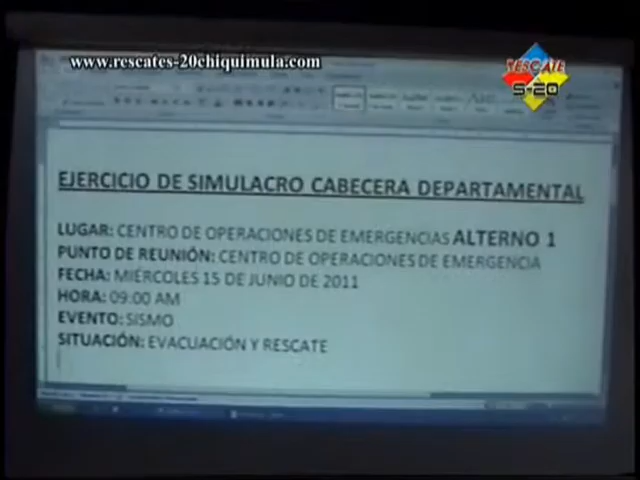 www.rescates-20chiquimula.com
RESCATE
S-20
EJERCICIO DE SIMULACRO CABECERA DEPARTAMENTAL
LUGAR: CENTRO DE OPERACIONES DE EMERGENCIAS ALTERNO 1
PUNTO DE REUNIÓN: CENTRO DE OPERACIONES DE EMERGENCIA
FECHA: MIÉRCOLES 15 DE JUNIO DE 2011
HORA: 09:00 AM
EVENTO: SISMO
SITUACIÓN: EVACUACIÓN Y RESCATE